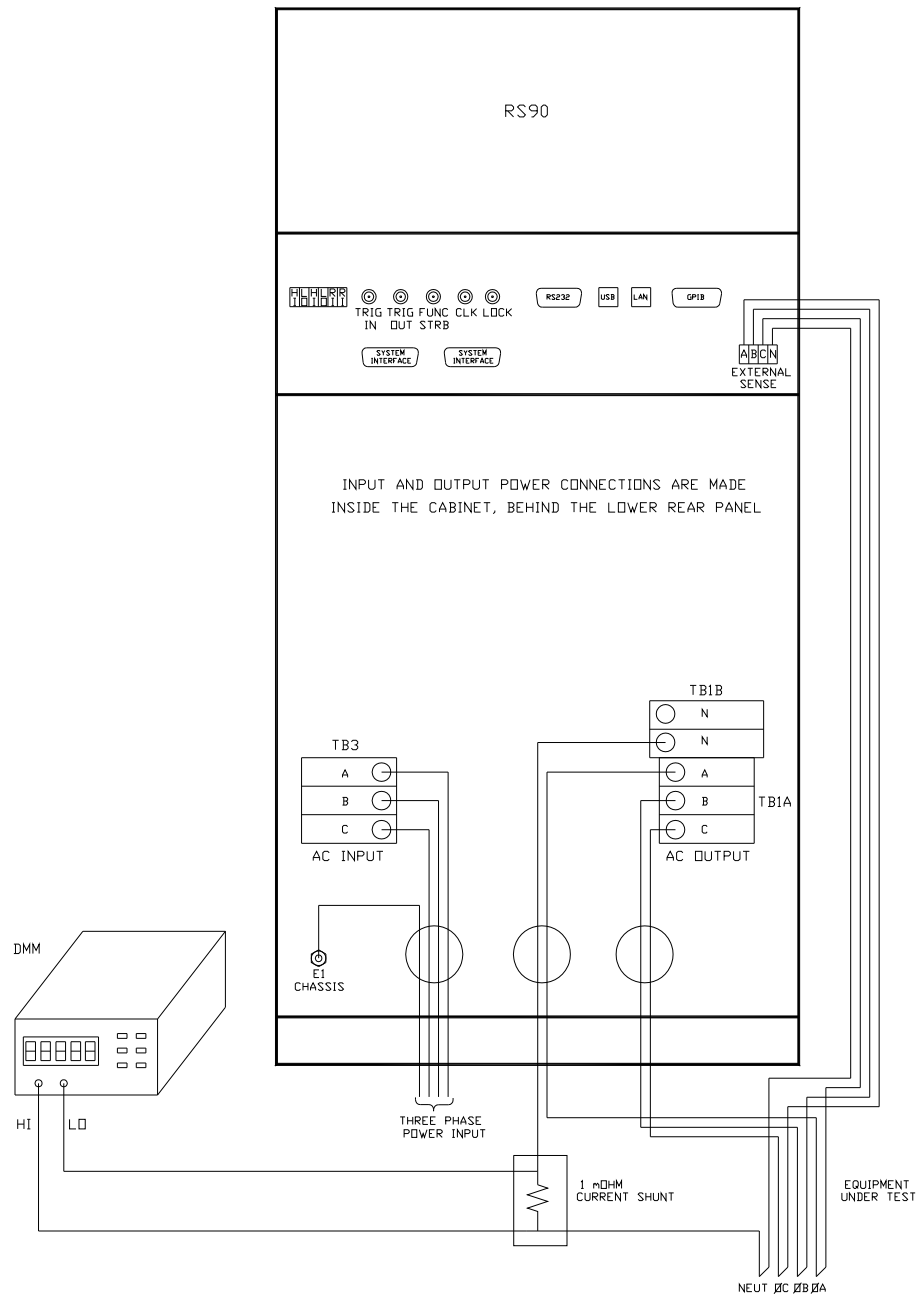 RS90
H L H L R R
I O I O I I
TRIG IN
TRIG OUT
FUNC STRB
CLK
LOCK
RS232
USB
LAN
GPIB
SYSTEM INTERFACE
SYSTEM INTERFACE
A B C N
EXTERNAL
SENSE
INPUT AND OUTPUT POWER CONNECTIONS ARE MADE
INSIDE THE CABINET, BEHIND THE LOWER REAR PANEL
TB1B
N
N
TB3
A
B
C
AC INPUT
A
B
C
TB1A
AC OUTPUT
DMM
E1
CHASSIS
HI
LO
THREE PHASE
POWER INPUT
1 mOHM
CURRENT SHUNT
EQUIPMENT
UNDER TEST
NEUT ØC ØB ØA